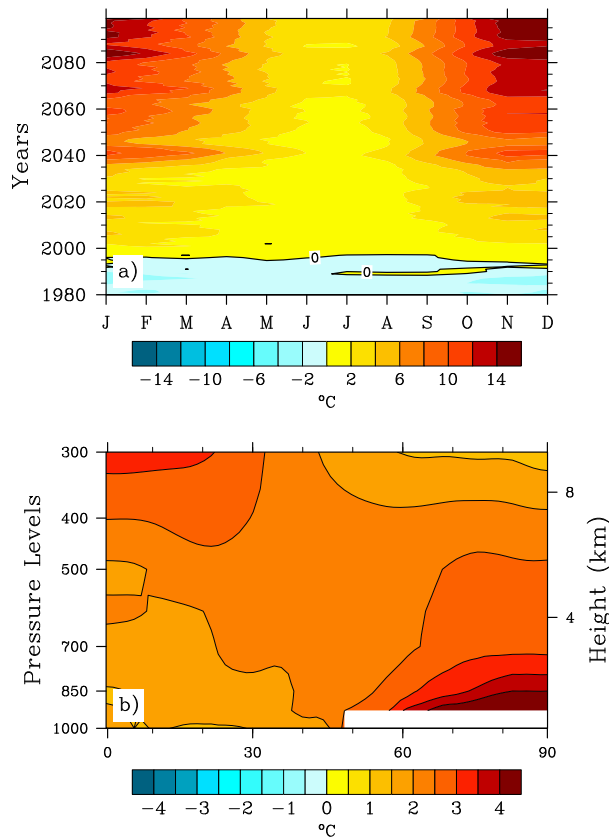 2080
2060
2040
2020
2000
1980
Years
0
0
a)
J F M A M J J A S O N D
−14 −10 −6 −2 2 6 10 14
°C
300
400
500
700
850
1000
Pressure Levels
8
4
Height (km)
b)
0 30 60 90
−4 −3 −2 −1 0 1 2 3 4
°C